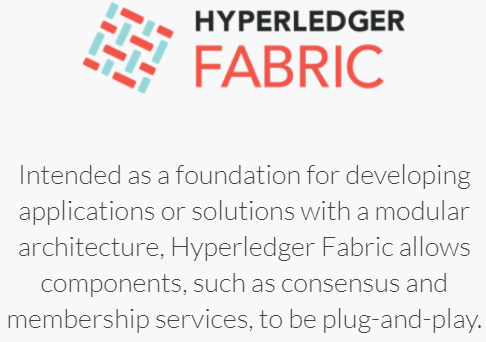 HYPERLEDGER
FABRIC
Intended as a foundation for developing
applications or solutions with a modular
architecture, Hyperledger Fabric allows
components, such as consensus and
membership services, to be plug-and-play.